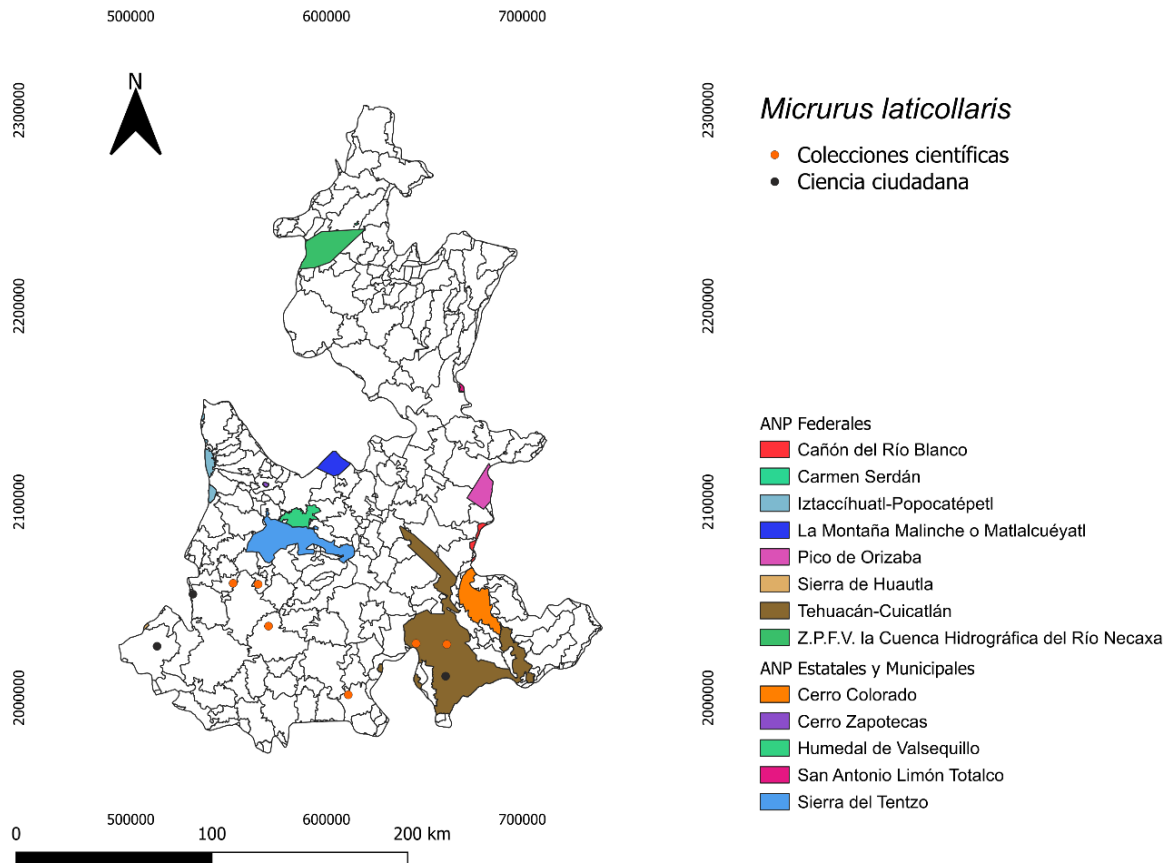 500000 600000 700000
N
2300000 2300000
2200000 2200000
2100000 2100000
2000000 2000000
500000 600000 700000
0 100 200 km
Micrurus laticollaris
Colecciones científicas
Ciencia ciudadana
ANP Federales
Cañón del Río Blanco
Carmen Serdán
Iztaccíhuatl-Popocatépetl
La Montaña Malinche o Matlalcuéyatl
Pico de Orizaba
Sierra de Huautla
Tehuacán-Cuicatlán
Z.P.F.V. la Cuenca Hidrográfica del Río Necaxa
ANP Estatales y Municipales
Cerro Colorado
Cerro Zapotecas
Humedal de Valsequillo
San Antonio Limón Totalco
Sierra del Tentzo